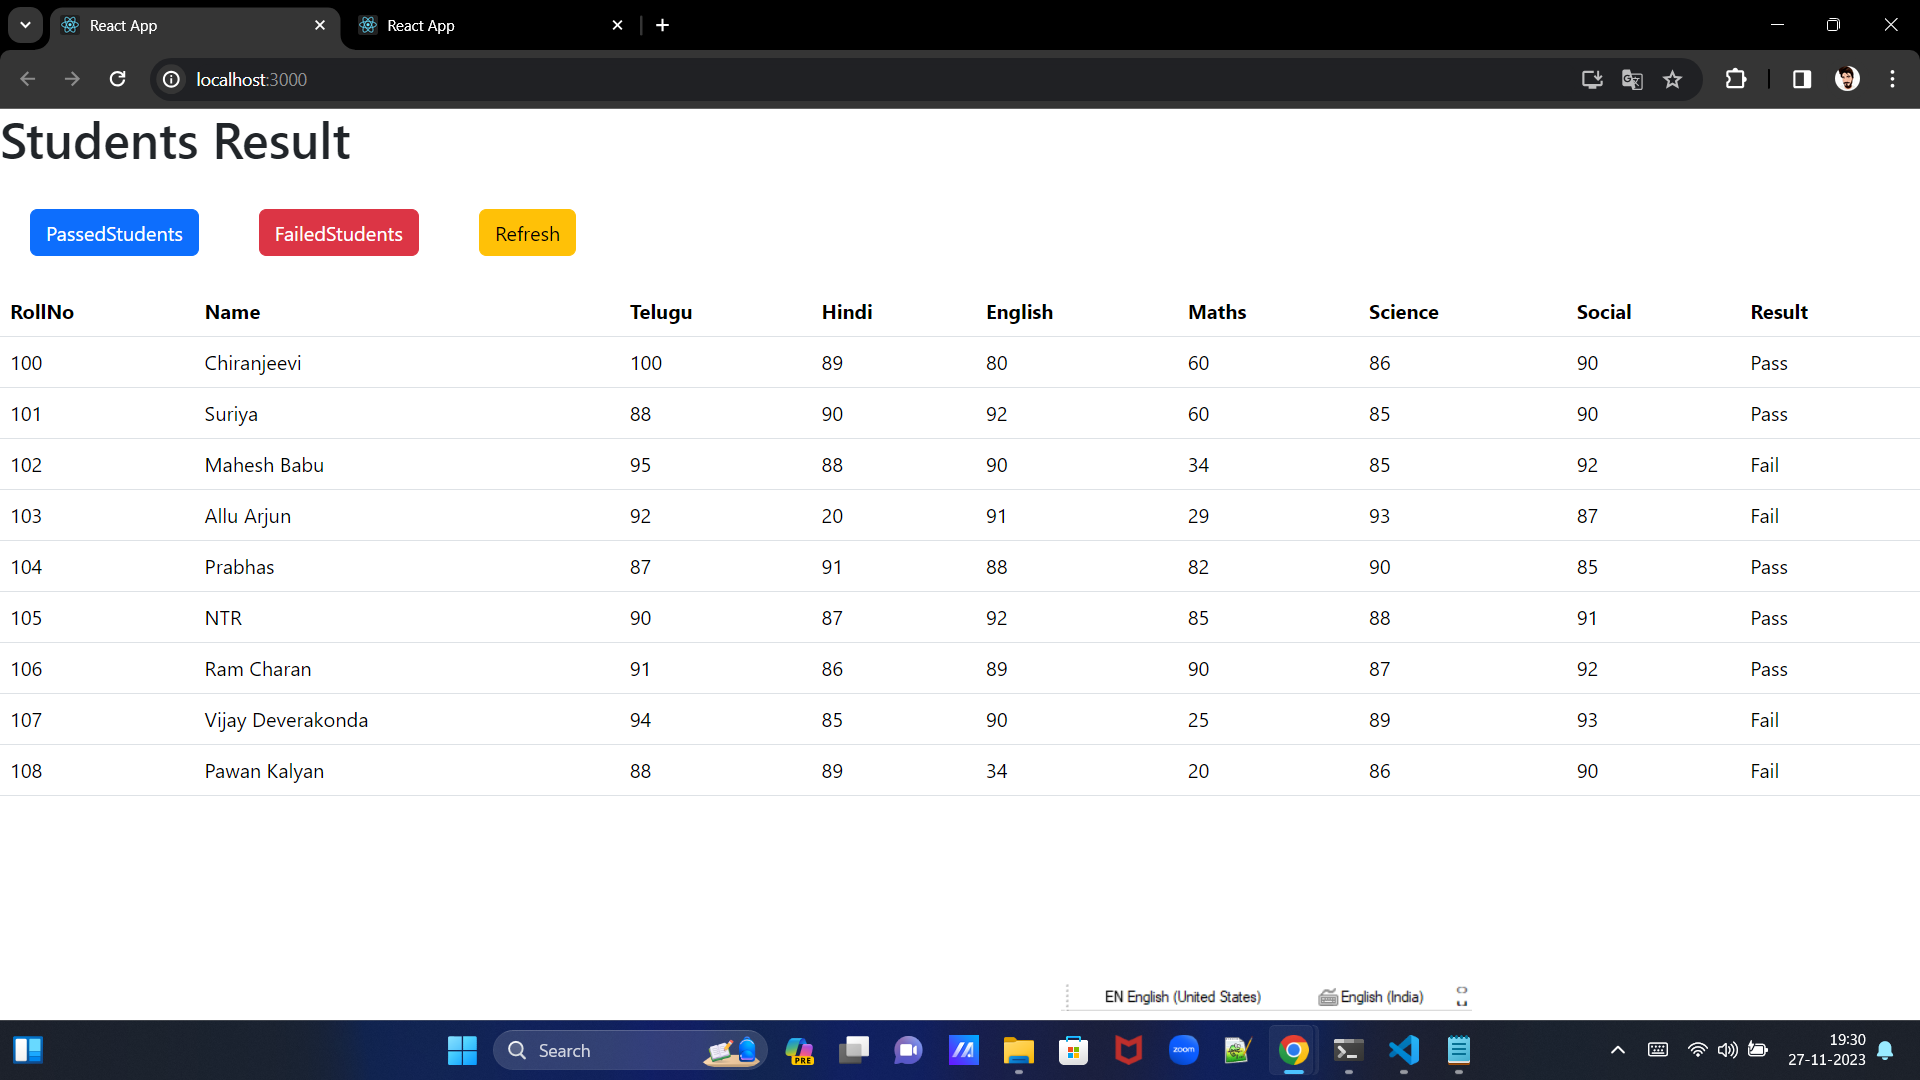 React App React App
localhost:3000
Students Result
PassedStudents FailedStudents Refresh
RollNo Name Telugu Hindi English Maths Science Social Result
100 Chiranjeevi 100 89 80 60 86 90 Pass
101 Suriya 88 90 92 60 85 90 Pass
102 Mahesh Babu 95 88 90 34 85 92 Fail
103 Allu Arjun 92 20 91 29 93 87 Fail
104 Prabhas 87 91 88 82 90 85 Pass
105 NTR 90 87 92 85 88 91 Pass
106 Ram Charan 91 86 89 90 87 92 Pass
107 Vijay Deverakonda 94 85 90 25 89 93 Fail
108 Pawan Kalyan 88 89 34 20 86 90 Fail
EN English (United States) English (India)
Search PRE zoom 19:30
27-11-2023